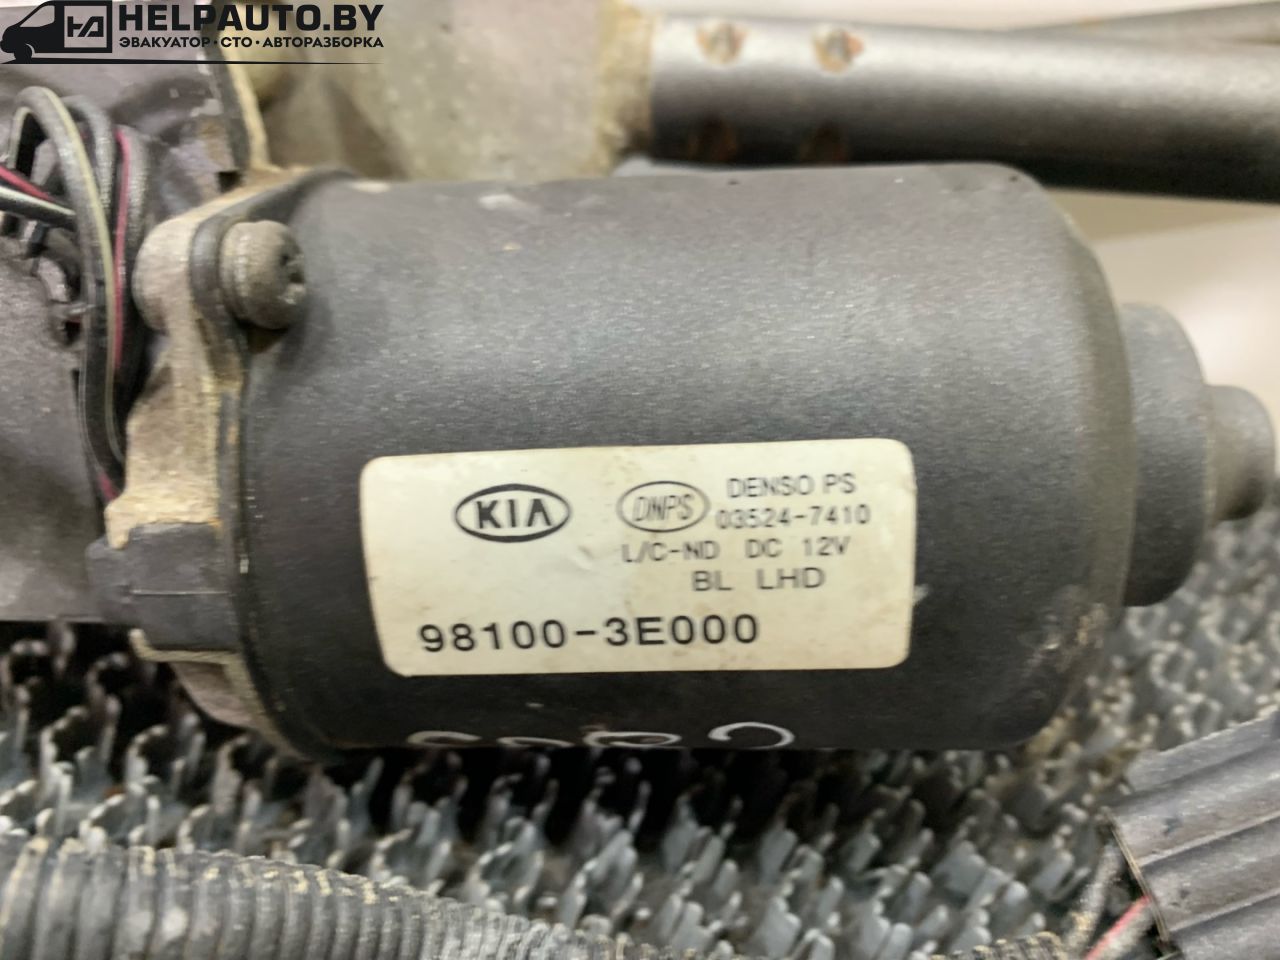 HELPAUTO.BY
ЭВАКУАТОР·СТО·АВТОРАЗБОРКА
KIA
DNPS
DENSO PS
03524-7410
L/C-ND DC 12V
BL LHD
98100-3E000